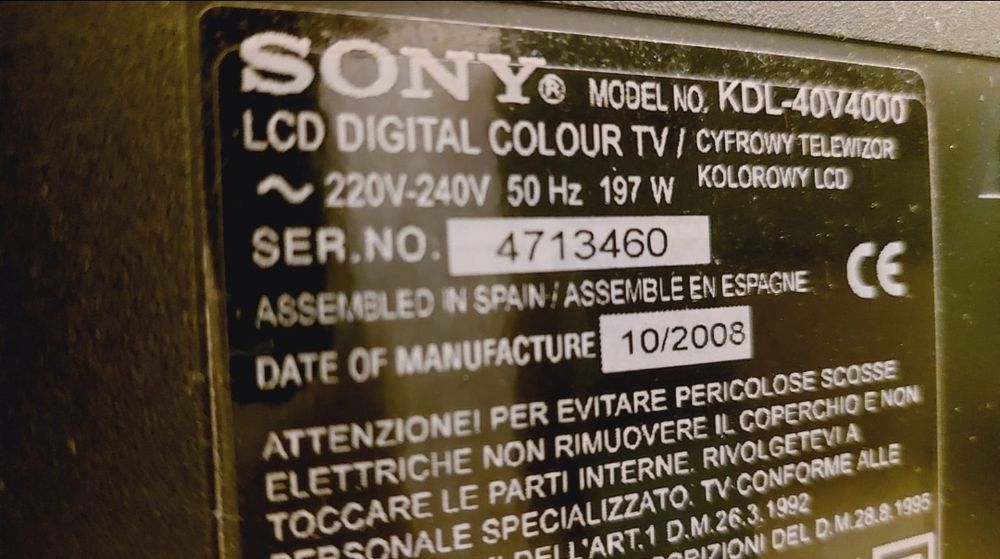 SONY® MODEL NO. KDL-40V4000
LCD DIGITAL COLOUR TV / CYFROWY TELEWIZOR
KOLOROWY LCD
~ 220V-240V 50 Hz 197 W
SER.NO. 4713460
CE
ASSEMBLED IN SPAIN / ASSEMBLE EN ESPAGNE
DATE OF MANUFACTURE 10/2008
ATTENZIONE! PER EVITARE PERICOLOSE SCOSSE
ELETTRICHE NON RIMUOVERE IL COPERCHIO E NON
TOCCARE LE PARTI INTERNE. RIVOLGETEVI A
PERSONALE SPECIALIZZATO. TV CONFORME ALLE
DELL'ART.1 D.M.26.3.1992
DEL D.M.28.8.1995